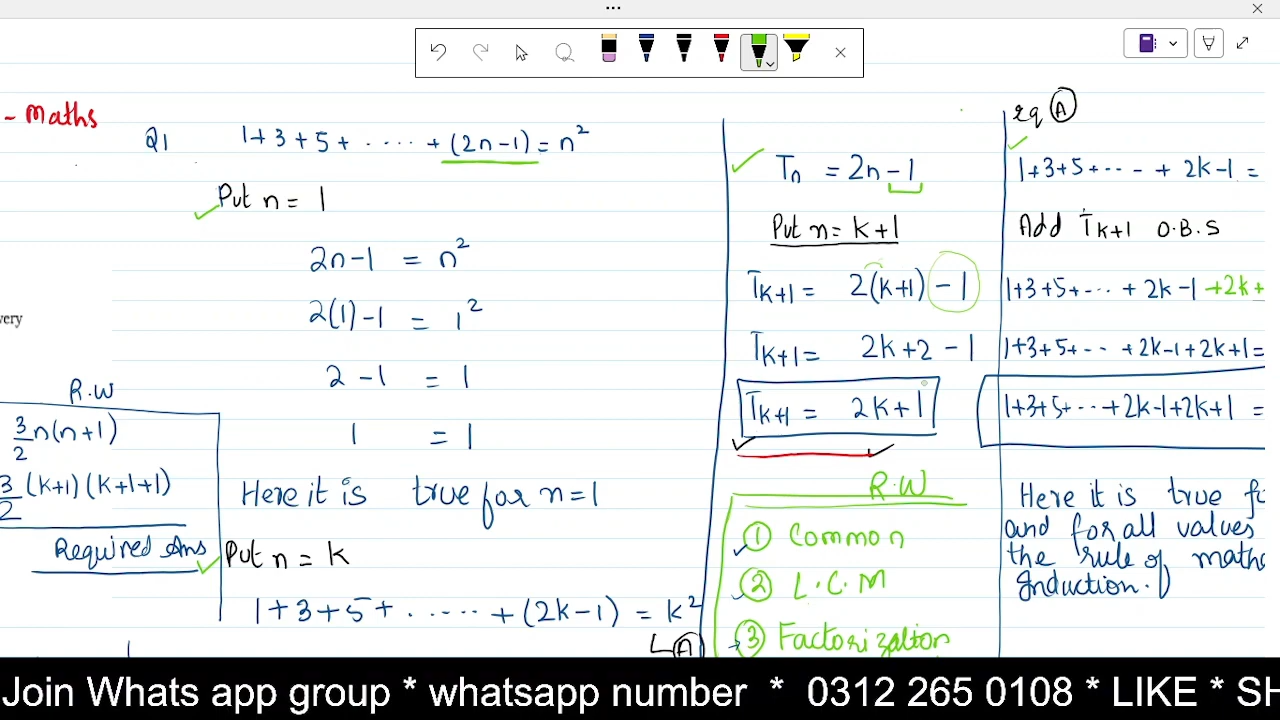 - Maths
Q1 1+3+5+.....+(2n-1)=n²
Put n= 1
2n-1 = n²
2(1)-1 = 1²
2-1 = 1
1 = 1
Here it is true for n=1
Put n= k
1+3+5+......+(2k-1) = k²
(A)
very
R.W
3/2 n(n+1)
3/2 (k+1)(k+1+1)
Required Ans
Tn = 2n-1
Put n= k+1
Tk+1 = 2(k+1)-1
Tk+1 = 2k+2-1
Tk+1 = 2k+1
R.W
① Common
② L.C.M
③ Factorization
eq (A)
1+3+5+...-+ 2k-1 =
Add Tk+1 O.B.S
1+3+5+...+ 2k-1 +2k+
1+3+5+...+2k-1+2k+1=
1+3+5+...+2k-1+2k+1 =
Here it is true fo
and for all values
the rule of mathe
Induction.
Join Whats app group * whatsapp number * 0312 265 0108 * LIKE * SH